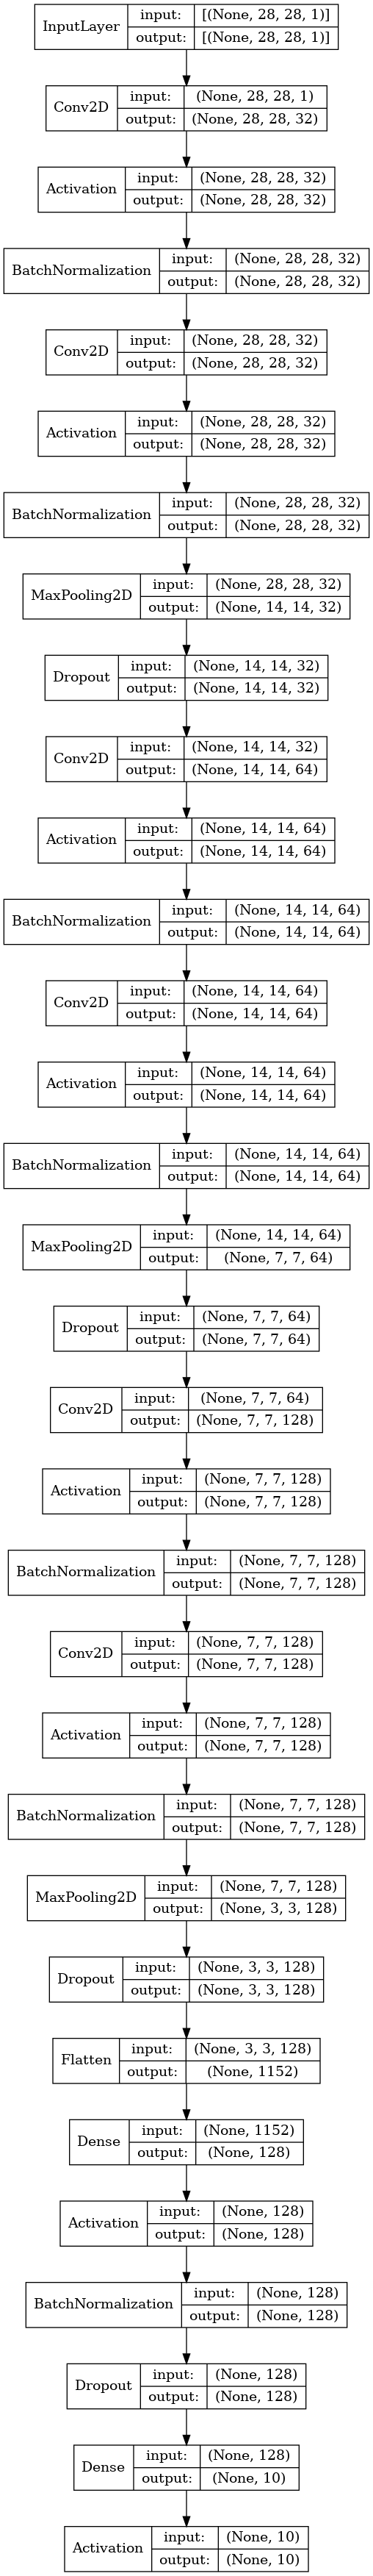 InputLayer
input: [(None, 28, 28, 1)]
output: [(None, 28, 28, 1)]
Conv2D
input: (None, 28, 28, 1)
output: (None, 28, 28, 32)
Activation
input: (None, 28, 28, 32)
output: (None, 28, 28, 32)
BatchNormalization
input: (None, 28, 28, 32)
output: (None, 28, 28, 32)
Conv2D
input: (None, 28, 28, 32)
output: (None, 28, 28, 32)
Activation
input: (None, 28, 28, 32)
output: (None, 28, 28, 32)
BatchNormalization
input: (None, 28, 28, 32)
output: (None, 28, 28, 32)
MaxPooling2D
input: (None, 28, 28, 32)
output: (None, 14, 14, 32)
Dropout
input: (None, 14, 14, 32)
output: (None, 14, 14, 32)
Conv2D
input: (None, 14, 14, 32)
output: (None, 14, 14, 64)
Activation
input: (None, 14, 14, 64)
output: (None, 14, 14, 64)
BatchNormalization
input: (None, 14, 14, 64)
output: (None, 14, 14, 64)
Conv2D
input: (None, 14, 14, 64)
output: (None, 14, 14, 64)
Activation
input: (None, 14, 14, 64)
output: (None, 14, 14, 64)
BatchNormalization
input: (None, 14, 14, 64)
output: (None, 14, 14, 64)
MaxPooling2D
input: (None, 14, 14, 64)
output: (None, 7, 7, 64)
Dropout
input: (None, 7, 7, 64)
output: (None, 7, 7, 64)
Conv2D
input: (None, 7, 7, 64)
output: (None, 7, 7, 128)
Activation
input: (None, 7, 7, 128)
output: (None, 7, 7, 128)
BatchNormalization
input: (None, 7, 7, 128)
output: (None, 7, 7, 128)
Conv2D
input: (None, 7, 7, 128)
output: (None, 7, 7, 128)
Activation
input: (None, 7, 7, 128)
output: (None, 7, 7, 128)
BatchNormalization
input: (None, 7, 7, 128)
output: (None, 7, 7, 128)
MaxPooling2D
input: (None, 7, 7, 128)
output: (None, 3, 3, 128)
Dropout
input: (None, 3, 3, 128)
output: (None, 3, 3, 128)
Flatten
input: (None, 3, 3, 128)
output: (None, 1152)
Dense
input: (None, 1152)
output: (None, 128)
Activation
input: (None, 128)
output: (None, 128)
BatchNormalization
input: (None, 128)
output: (None, 128)
Dropout
input: (None, 128)
output: (None, 128)
Dense
input: (None, 128)
output: (None, 10)
Activation
input: (None, 10)
output: (None, 10)